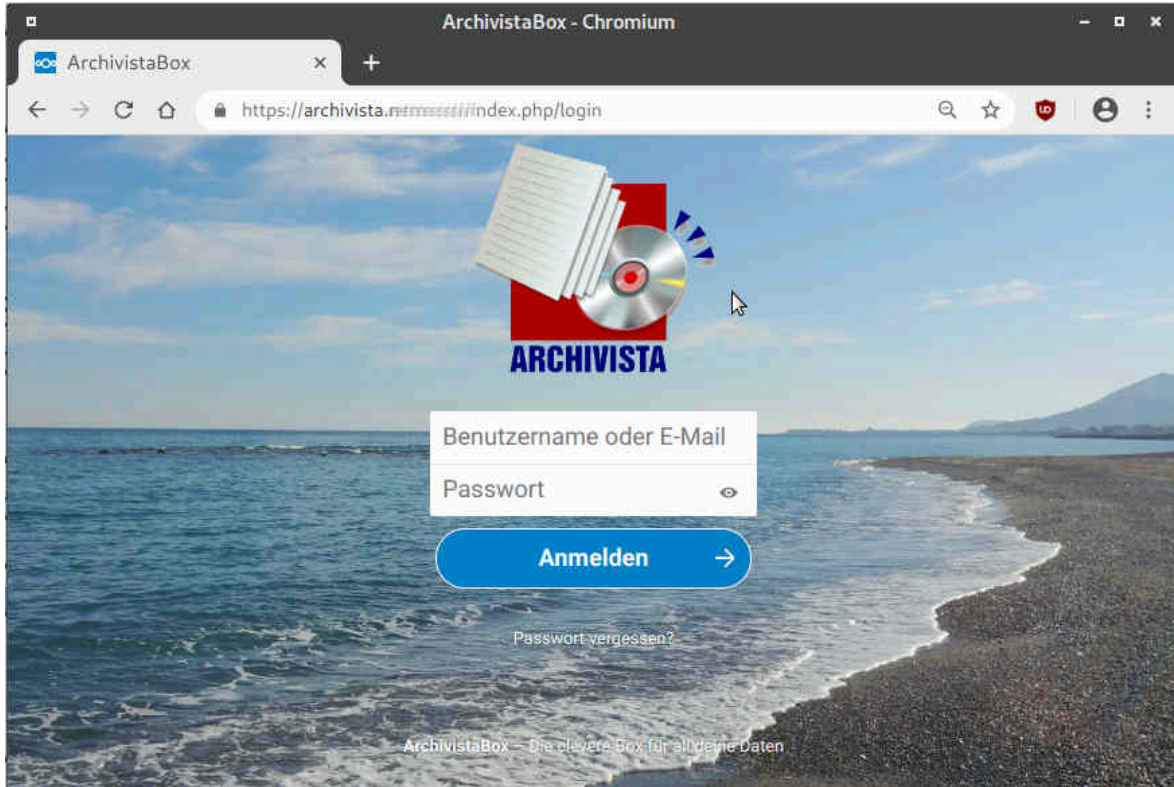 ArchivistaBox - Chromium
ArchivistaBox
https://archivista.n index.php/login
ARCHIVISTA
Benutzername oder E-Mail
Passwort
Anmelden
Passwort vergessen?
ArchivistaBox – Die clevere Box für all deine Daten